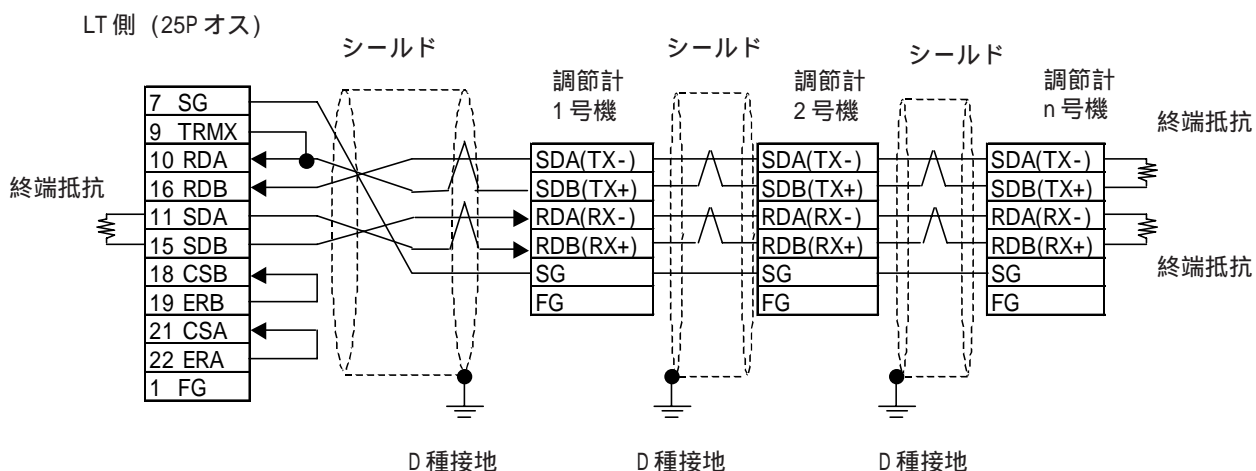 LT側 (25Pオス)
シールド
シールド
シールド
調節計
1号機
調節計
2号機
調節計
n号機
終端抵抗
終端抵抗
終端抵抗
7 SG
9 TRMX
10 RDA
16 RDB
11 SDA
15 SDB
18 CSB
19 ERB
21 CSA
22 ERA
1 FG
SDA(TX-)
SDB(TX+)
RDA(RX-)
RDB(RX+)
SG
FG
SDA(TX-)
SDB(TX+)
RDA(RX-)
RDB(RX+)
SG
FG
SDA(TX-)
SDB(TX+)
RDA(RX-)
RDB(RX+)
SG
FG
D種接地
D種接地
D種接地